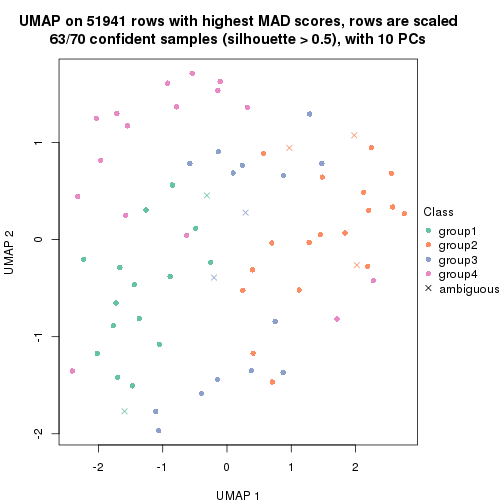 UMAP on 51941 rows with highest MAD scores, rows are scaled
63/70 confident samples (silhouette > 0.5), with 10 PCs
UMAP 2
1
0
-1
-2
-2
-1
0
1
2
UMAP 1
Class
group1
group2
group3
group4
ambiguous